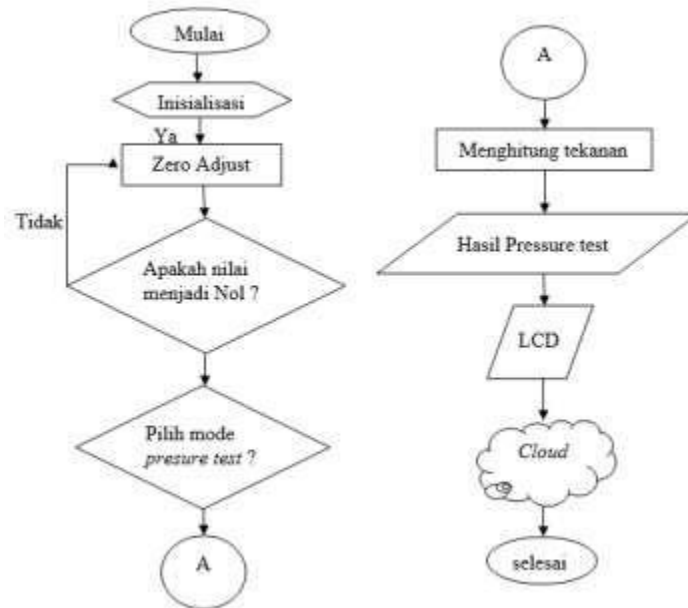 Mulai
Inisialisasi
Ya
Zero Adjust
Tidak
Apakah nilai
menjadi Nol ?
Pilih mode
presure test ?
A
A
Menghitung tekanan
Hasil Pressure test
LCD
Cloud
selesai